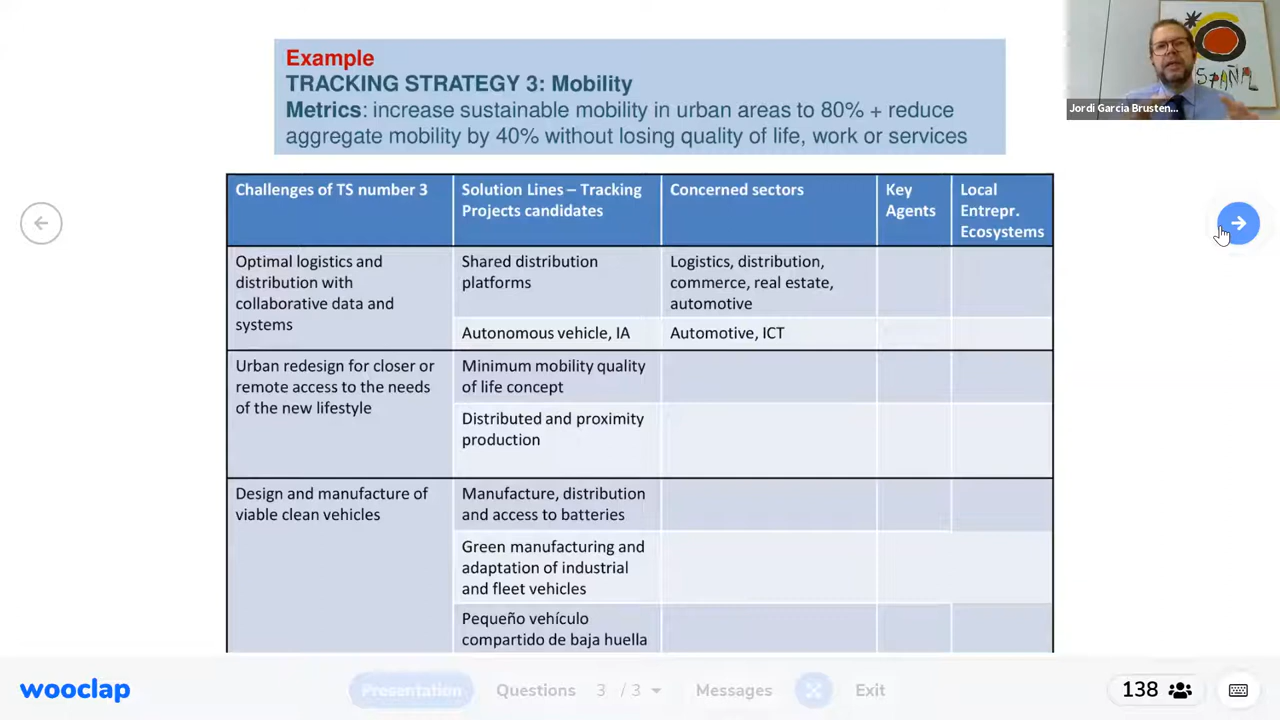 Example
TRACKING STRATEGY 3: Mobility
Metrics: increase sustainable mobility in urban areas to 80% + reduce
aggregate mobility by 40% without losing quality of life, work or services
Jordi Garcia Brusten...
ESPAÑA
Challenges of TS number 3
Solution Lines – Tracking
Projects candidates
Concerned sectors
Key
Agents
Local
Entrepr.
Ecosystems
Optimal logistics and
distribution with
collaborative data and
systems
Shared distribution
platforms
Logistics, distribution,
commerce, real estate,
automotive
Autonomous vehicle, IA
Automotive, ICT
Urban redesign for closer or
remote access to the needs
of the new lifestyle
Minimum mobility quality
of life concept
Distributed and proximity
production
Design and manufacture of
viable clean vehicles
Manufacture, distribution
and access to batteries
Green manufacturing and
adaptation of industrial
and fleet vehicles
Pequeño vehículo
compartido de baja huella
wooclap
Presentation
Questions 3 / 3
Messages
Exit
138